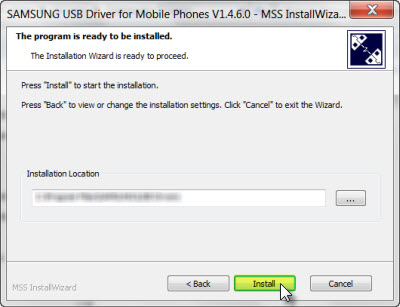 SAMSUNG USB Driver for Mobile Phones V1.4.6.0 - MSS InstallWiza...
The program is ready to be installed.
The Installation Wizard is ready to proceed.
Press "Install" to start the installation.
Press "Back" to view or change the installation settings. Click "Cancel" to exit the Wizard.
Installation Location
...
MSS InstallWizard
< Back
Install
Cancel